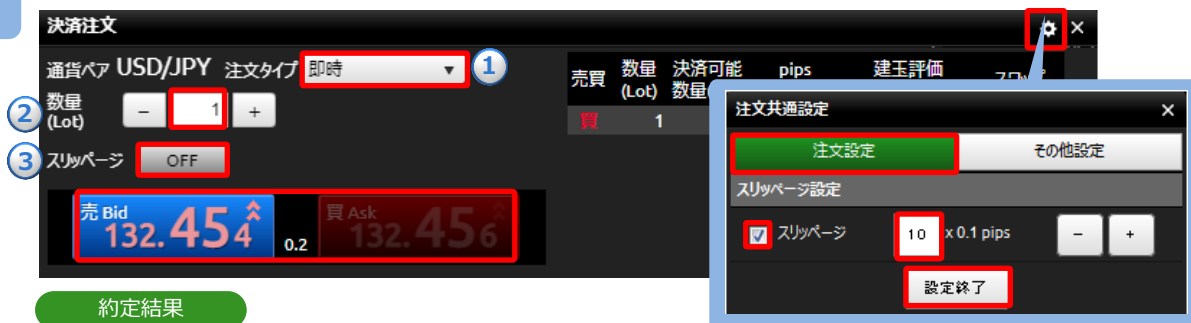 決済注文
通貨ペア USD/JPY 注文タイプ 即時 ▼ 1
2 数量
(Lot) - 1 +
3 スリッページ OFF
売 Bid
132.454
0.2
買 Ask
132.456
売買 数量
(Lot) 決済可能
数量 pips 建玉評価
買 1
注文共通設定 ×
注文設定 その他設定
スリッページ設定
スリッページ 10 x 0.1 pips - +
設定終了
約定結果